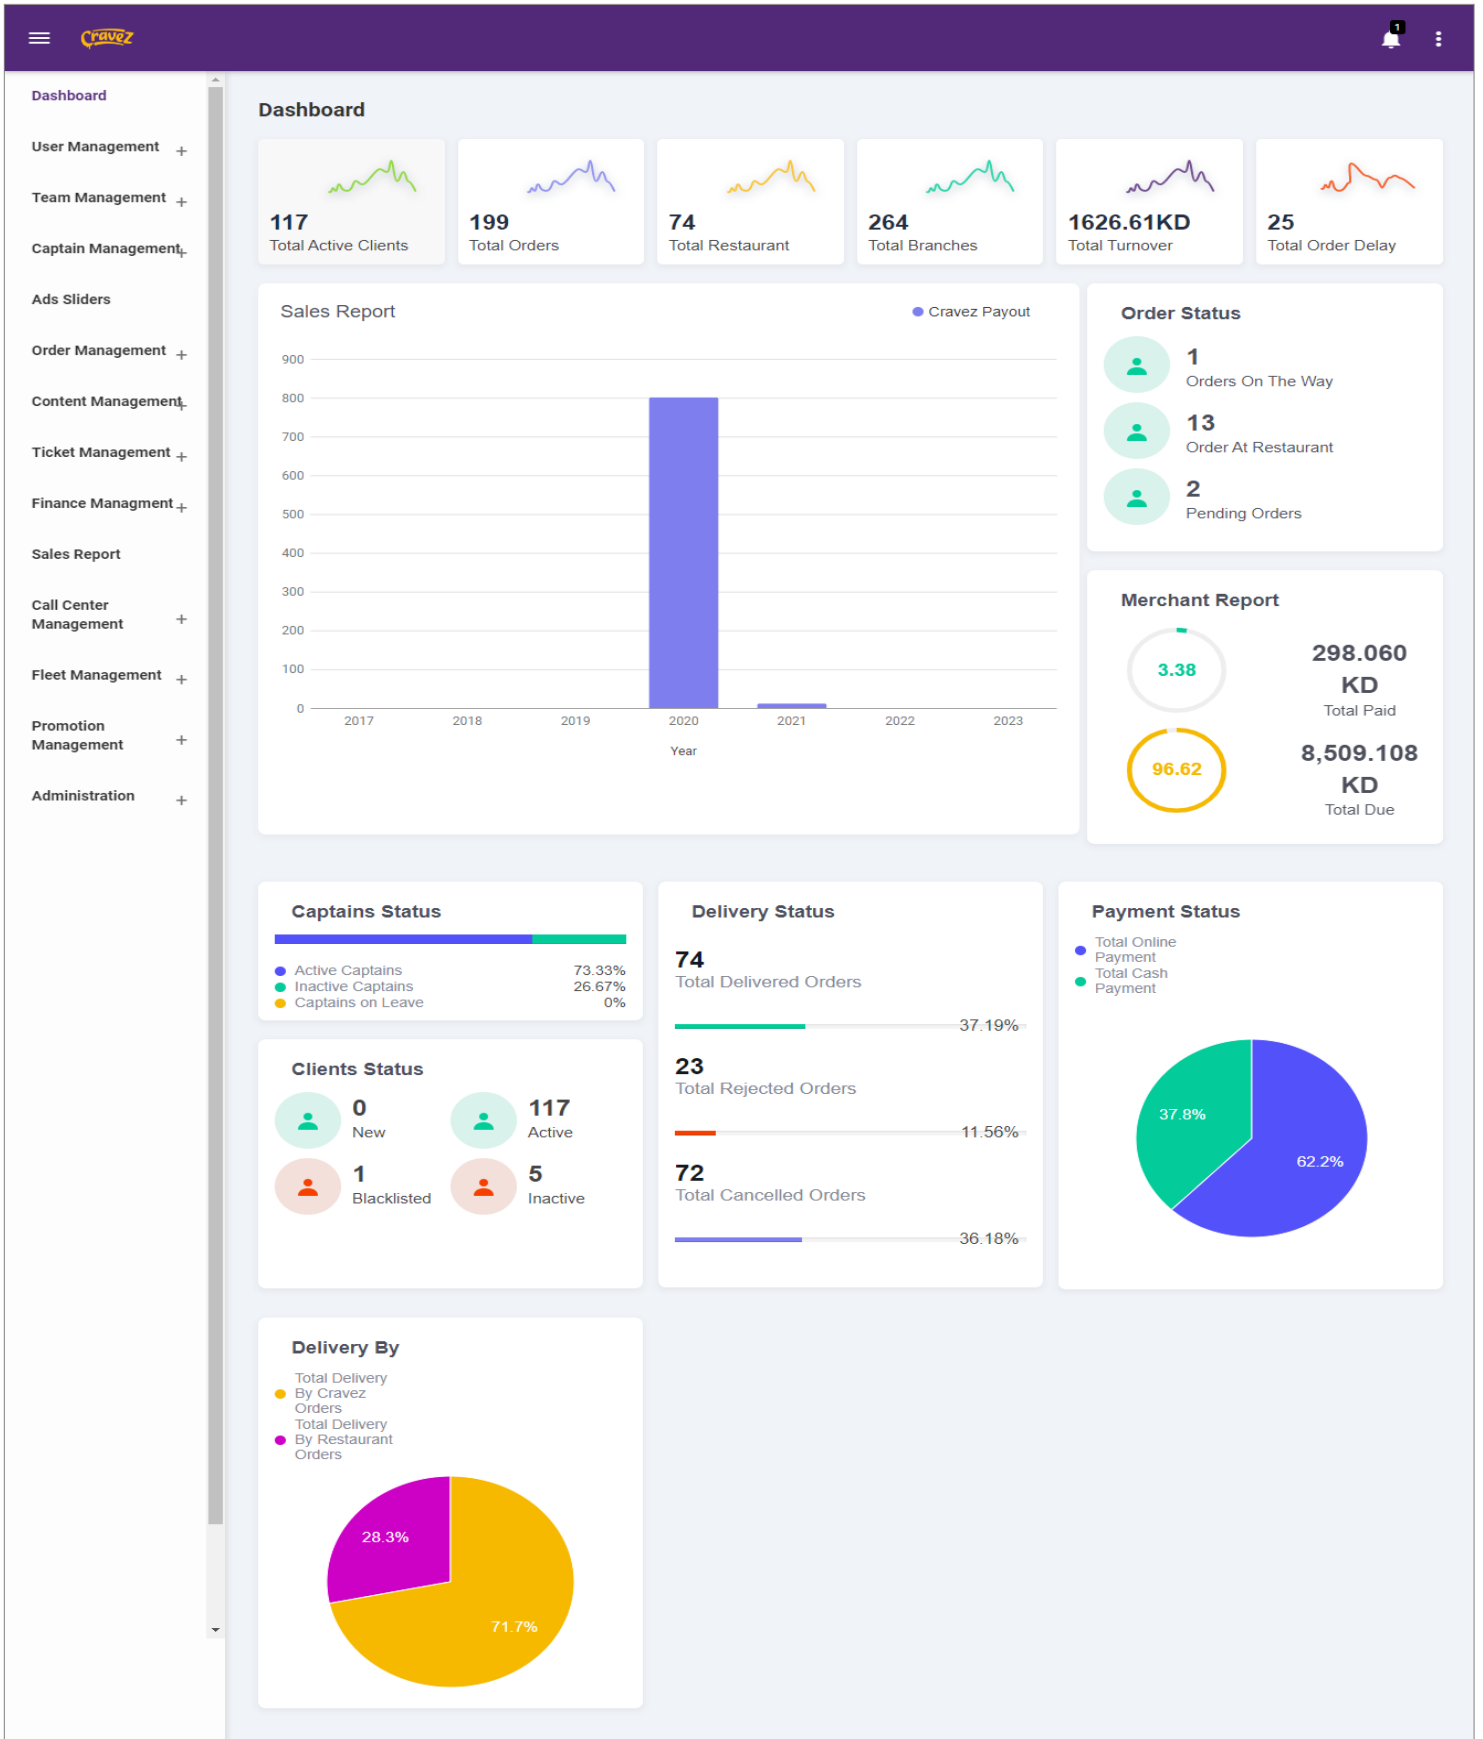 Cravez
1
Dashboard
User Management +
Team Management +
Captain Management +
Ads Sliders
Order Management +
Content Management +
Ticket Management +
Finance Managment +
Sales Report
Call Center
Management +
Fleet Management +
Promotion
Management +
Administration +
Dashboard
117
Total Active Clients
199
Total Orders
74
Total Restaurant
264
Total Branches
1626.61KD
Total Turnover
25
Total Order Delay
Sales Report
Cravez Payout
900
800
700
600
500
400
300
200
100
0
2017 2018 2019 2020 2021 2022 2023
Year
Order Status
1
Orders On The Way
13
Order At Restaurant
2
Pending Orders
Merchant Report
3.38
298.060
KD
Total Paid
96.62
8,509.108
KD
Total Due
Captains Status
Active Captains 73.33%
Inactive Captains 26.67%
Captains on Leave 0%
Clients Status
0
New
117
Active
1
Blacklisted
5
Inactive
Delivery Status
74
Total Delivered Orders
37.19%
23
Total Rejected Orders
11.56%
72
Total Cancelled Orders
36.18%
Payment Status
Total Online
Payment
Total Cash
Payment
37.8%
62.2%
Delivery By
Total Delivery
By Cravez
Orders
Total Delivery
By Restaurant
Orders
28.3%
71.7%